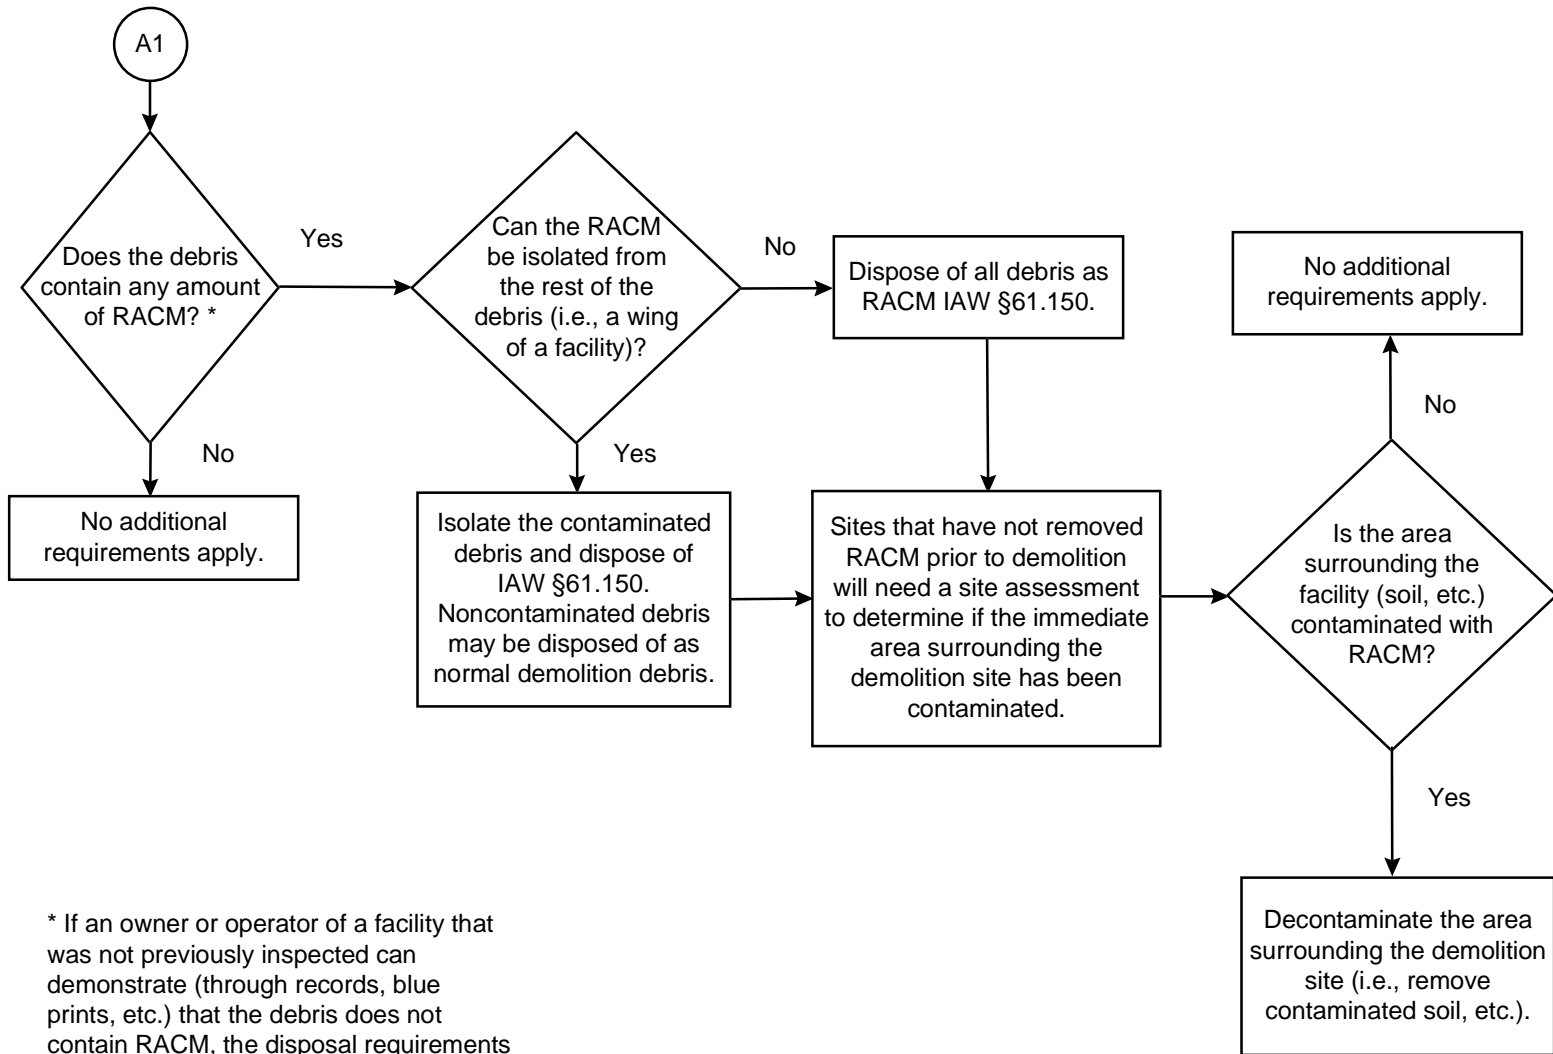 A1
Does the debris
contain any amount
of RACM? *
Yes
No
No additional
requirements apply.
Can the RACM
be isolated from
the rest of the
debris (i.e., a wing
of a facility)?
No
Yes
Dispose of all debris as
RACM IAW §61.150.
Isolate the contaminated
debris and dispose of
IAW §61.150.
Noncontaminated debris
may be disposed of as
normal demolition debris.
Sites that have not removed
RACM prior to demolition
will need a site assessment
to determine if the immediate
area surrounding the
demolition site has been
contaminated.
Is the area
surrounding the
facility (soil, etc.)
contaminated with
RACM?
No
No additional
requirements apply.
Yes
Decontaminate the area
surrounding the demolition
site (i.e., remove
contaminated soil, etc.).
* If an owner or operator of a facility that
was not previously inspected can
demonstrate (through records, blue
prints, etc.) that the debris does not
contain RACM, the disposal requirements